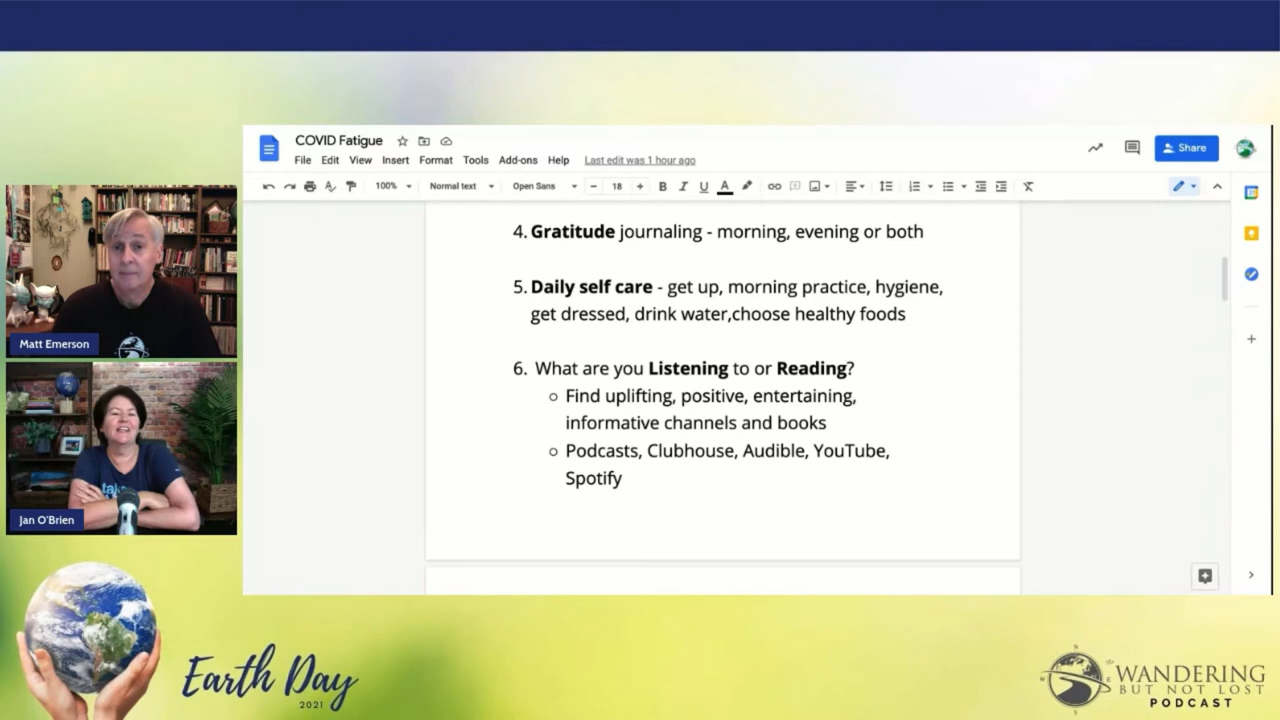 COVID Fatigue
File Edit View Insert Format Tools Add-ons Help Last edit was 1 hour ago
Share
100% Normal text Open Sans - 18 + B I U A
4. Gratitude journaling - morning, evening or both
5. Daily self care - get up, morning practice, hygiene,
get dressed, drink water,choose healthy foods
6. What are you Listening to or Reading?
Find uplifting, positive, entertaining,
informative channels and books
Podcasts, Clubhouse, Audible, YouTube,
Spotify
Matt Emerson
take
Jan O'Brien
Earth Day
2021
N
W
E
S
the
WANDERING
BUT NOT LOST
PODCAST